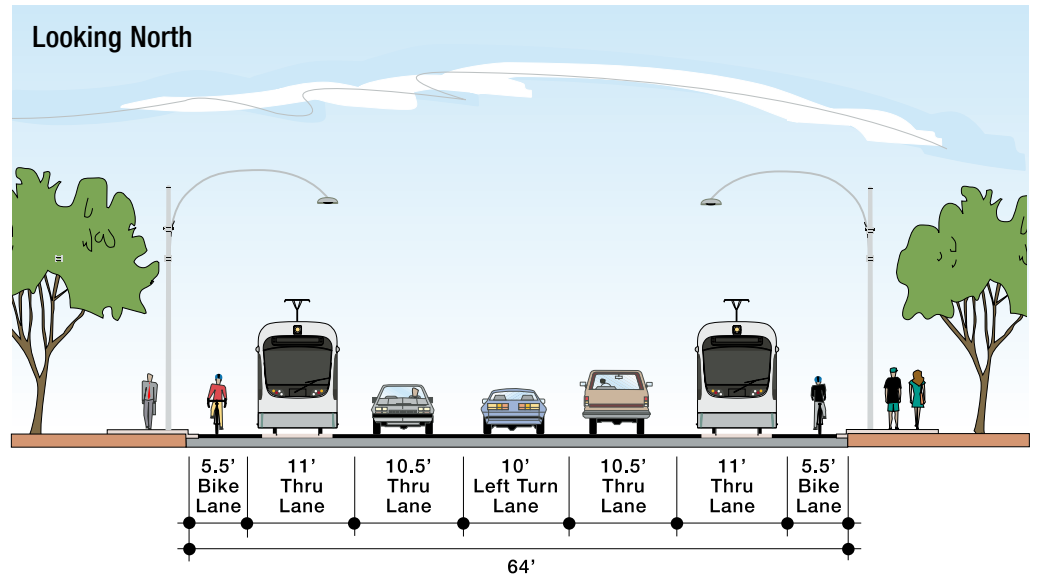 Looking North
5.5'
Bike
Lane
11'
Thru
Lane
10.5'
Thru
Lane
10'
Left Turn
Lane
10.5'
Thru
Lane
11'
Thru
Lane
5.5'
Bike
Lane
64'